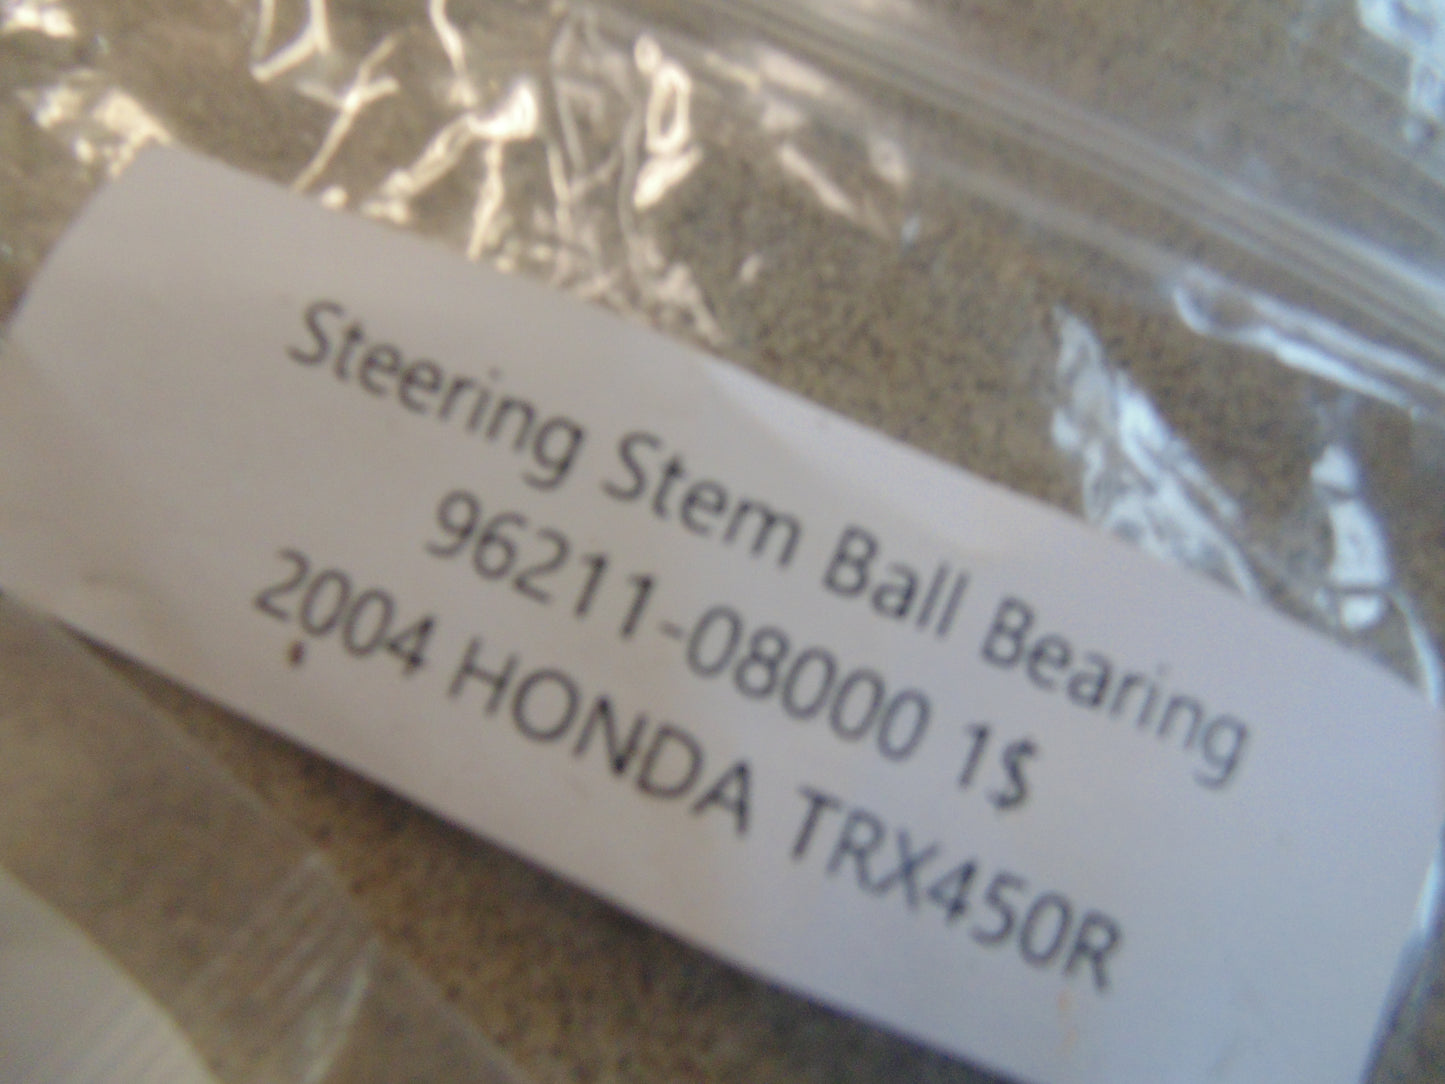 Steering Stem Ball Bearing
96211-08000 1$
2004 HONDA TRX450R